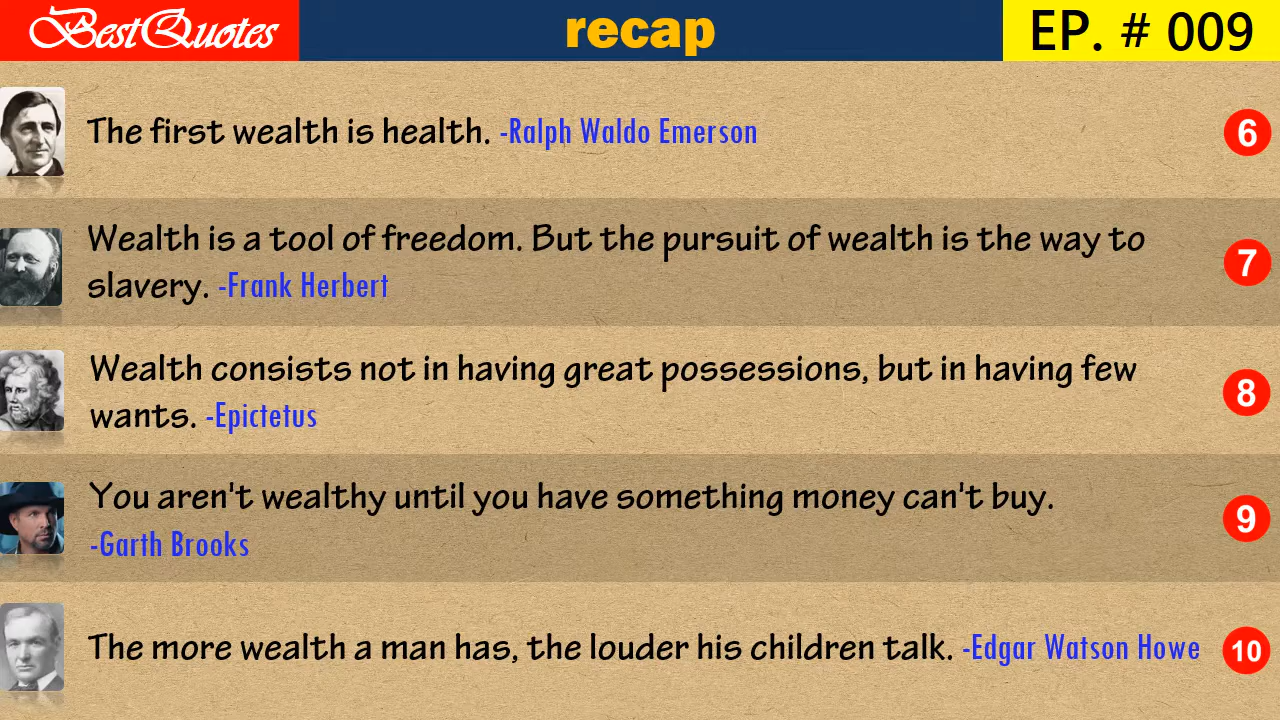 BestQuotes
recap
EP. # 009
The first wealth is health. -Ralph Waldo Emerson
6
Wealth is a tool of freedom. But the pursuit of wealth is the way to
slavery. -Frank Herbert
7
Wealth consists not in having great possessions, but in having few
wants. -Epictetus
8
You aren't wealthy until you have something money can't buy.
-Garth Brooks
9
The more wealth a man has, the louder his children talk. -Edgar Watson Howe
10